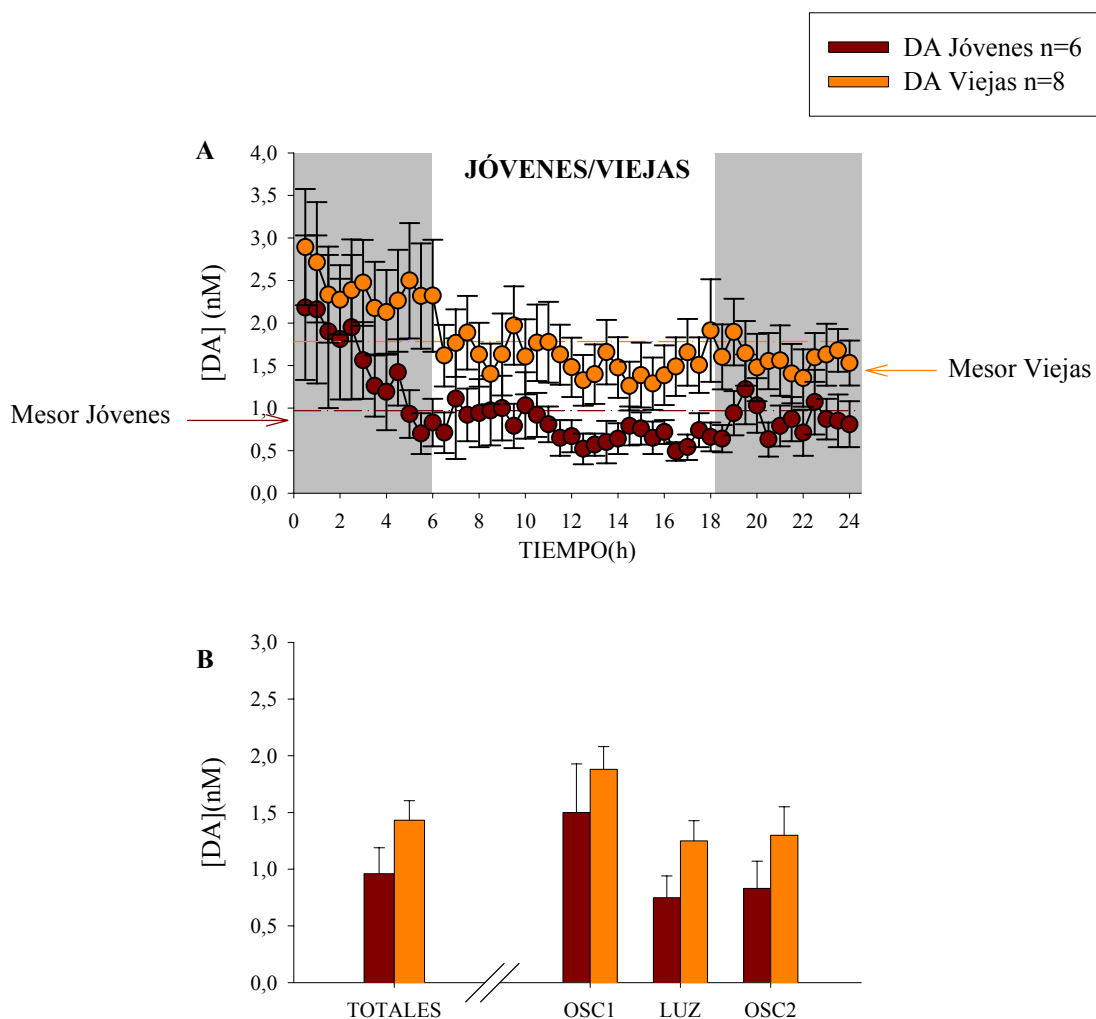 DA Jóvenes n=6
DA Viejas n=8
A
JÓVENES/VIEJAS
4,0
3,5
3,0
2,5
2,0
1,5
1,0
0,5
0,0
[DA] (nM)
Mesor Jóvenes
Mesor Viejas
0 2 4 6 8 10 12 14 16 18 20 22 24
TIEMPO(h)
B
3,0
2,5
2,0
1,5
1,0
0,5
0,0
[DA](nM)
TOTALES OSC1 LUZ OSC2